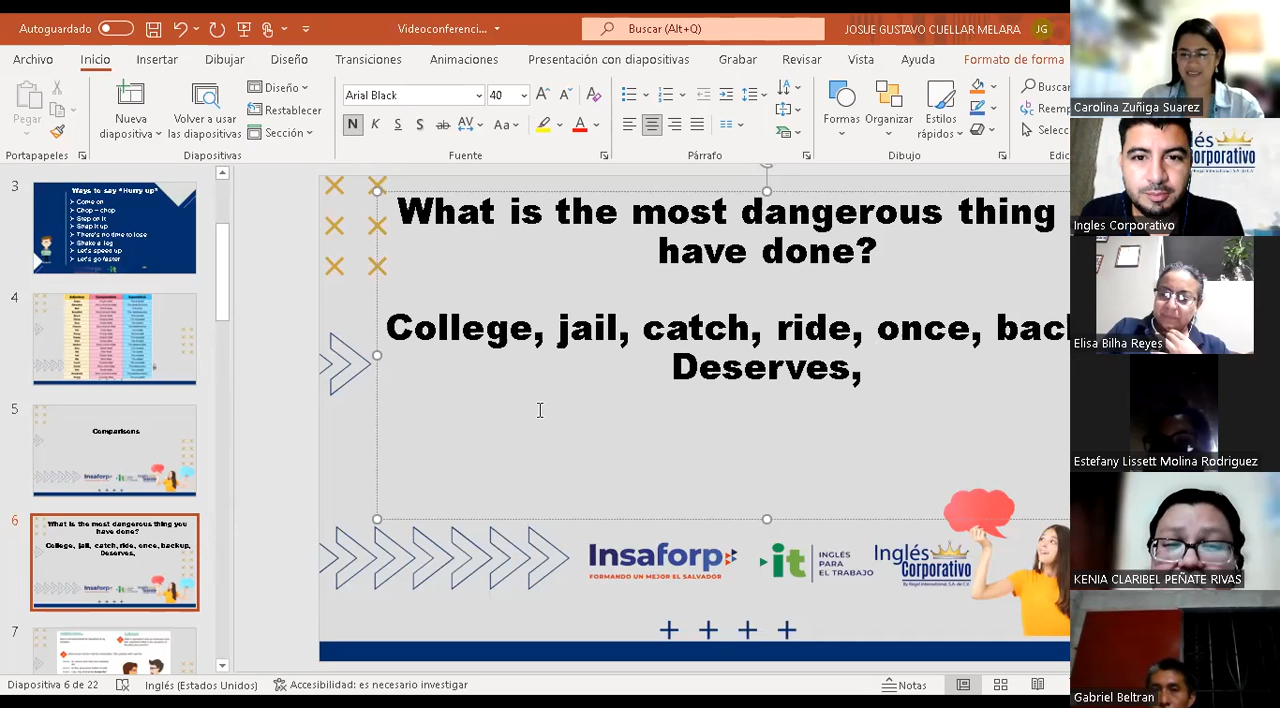 Autoguardado
Videoconferenci...
Buscar (Alt+Q)
JOSUE GUSTAVO CUELLAR MELARA
JG
Archivo Inicio Insertar Dibujar Diseño Transiciones Animaciones Presentación con diapositivas Grabar Revisar Vista Ayuda Formato de forma
Pegar
Nueva diapositiva
Volver a usar las diapositivas
Diseño
Restablecer
Sección
Arial Black
40
N K S S ab AV Aa
Formas
Organizar
Estilos rápidos
Portapapeles
Diapositivas
Fuente
Párrafo
Dibujo
3
Ways to say "Hurry up"
Come on
Chop – chop
Step on it
Snap it up
There's no time to lose
Shake a leg
Let's speed up
Let's go faster
4
5
Comparisons
6
What is the most dangerous thing you
have done?
College, jail, catch, ride, once, backup,
Deserves,
7
What is the most dangerous thing
have done?
College, jail, catch, ride, once, back
Deserves,
Insaforp
FORMANDO UN MEJOR EL SALVADOR
it
INGLÉS
PARA
EL TRABAJO
Inglés
Corporativo
Carolina Zuñiga Suarez
Corporativo
Ingles Corporativo
Elisa Bilha Reyes
Estefany Lissett Molina Rodriguez
KENIA CLARIBEL PEÑATE RIVAS
Gabriel Beltran
Diapositiva 6 de 22
Inglés (Estados Unidos)
Accesibilidad: es necesario investigar
Notas